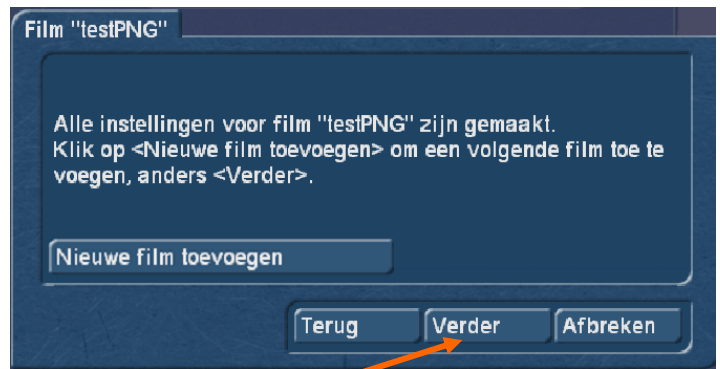 Film "testPNG"
Alle instellingen voor film "testPNG" zijn gemaakt.
Klik op <Nieuwe film toevoegen> om een volgende film toe te
voegen, anders <Verder>.
Nieuwe film toevoegen
Terug Verder Afbreken